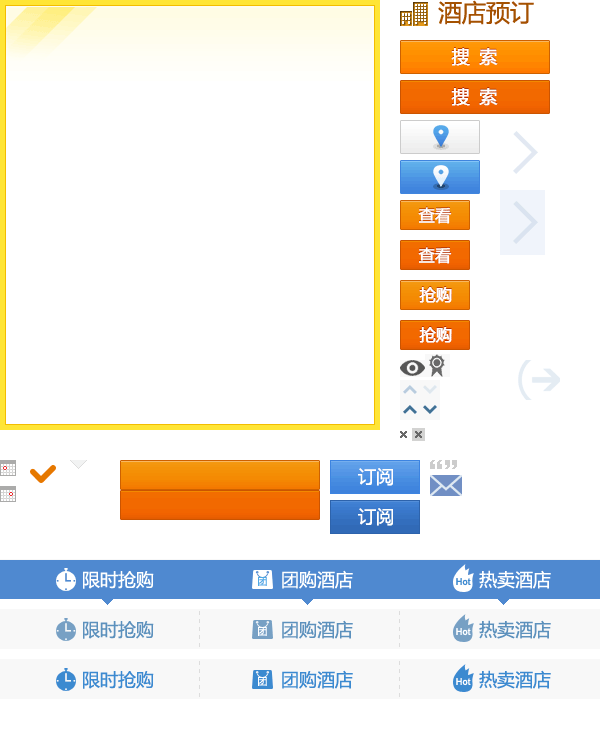 酒店预订
搜 索
搜 索
查看
查看
抢购
抢购
订阅
订阅
限时抢购 团 团购酒店 Hot 热卖酒店
限时抢购 团 团购酒店 Hot 热卖酒店
限时抢购 团 团购酒店 Hot 热卖酒店